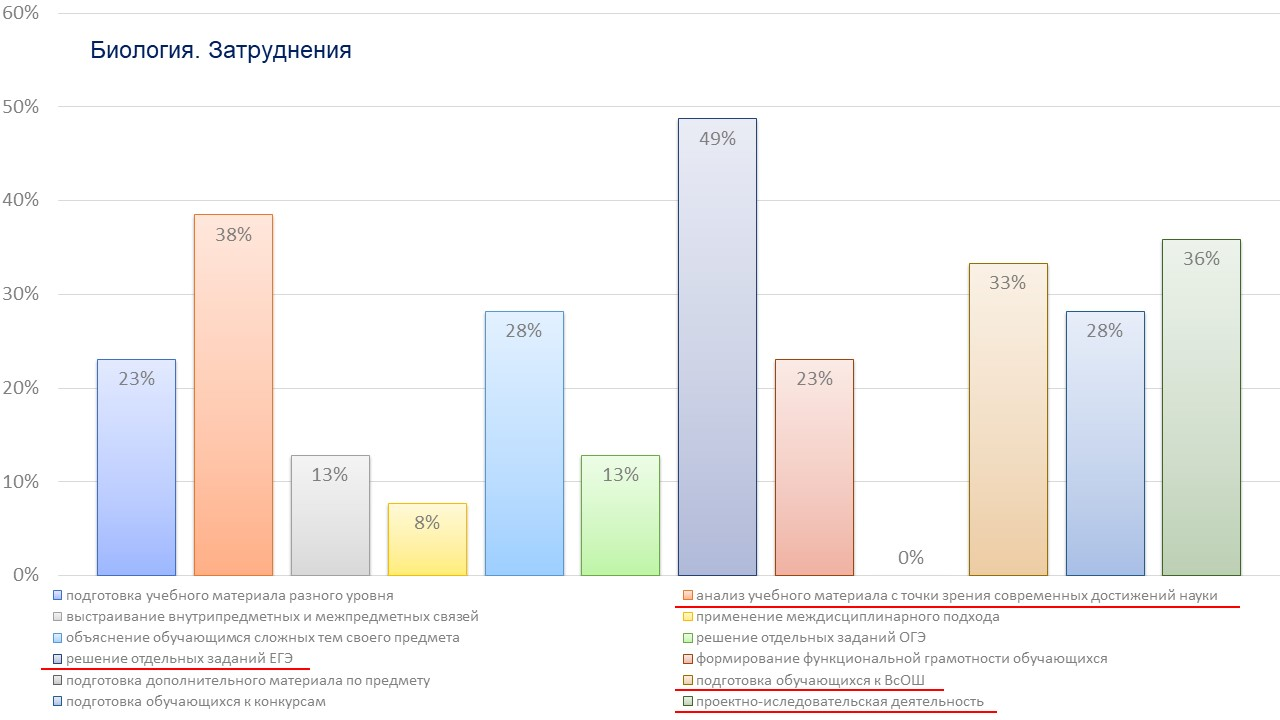 60%
Биология. Затруднения
50%
49%
40%
38%
36%
33%
30%
28%
28%
23%
23%
20%
13%
13%
10%
8%
0%
0%
подготовка учебного материала разного уровня
анализ учебного материала с точки зрения современных достижений науки
выстраивание внутрипредметных и межпредметных связей
применение междисциплинарного подхода
объяснение обучающимся сложных тем своего предмета
решение отдельных заданий ОГЭ
решение отдельных заданий ЕГЭ
формирование функциональной грамотности обучающихся
подготовка дополнительного материала по предмету
подготовка обучающихся к ВсОШ
подготовка обучающихся к конкурсам
проектно-иследовательская деятельность